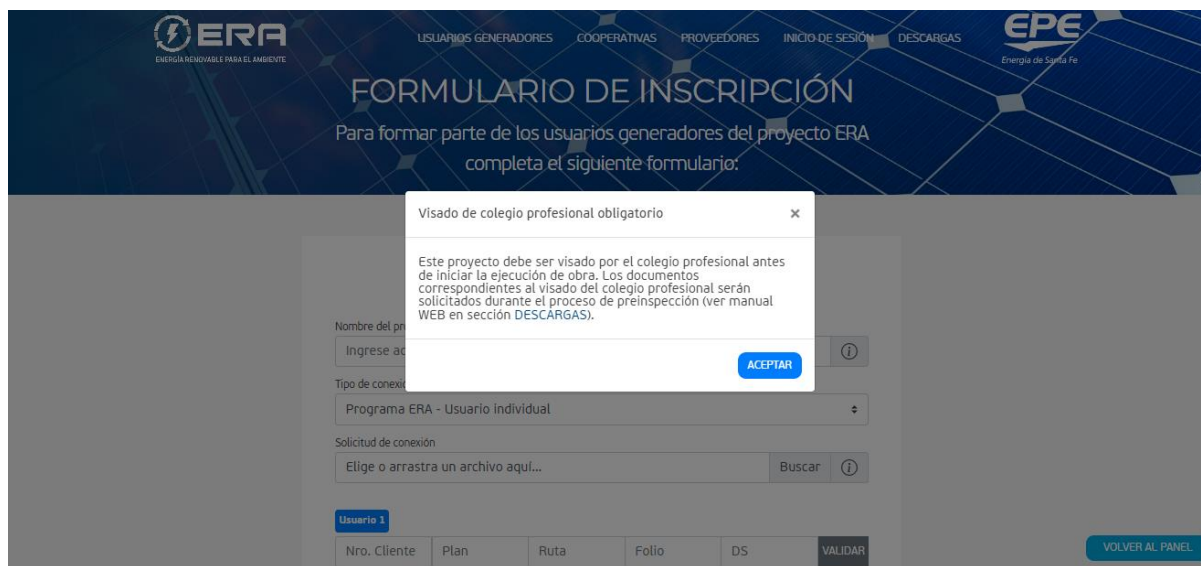 ERA
ENERGÍA RENOVABLE PARA EL AMBIENTE
USUARIOS GENERADORES COOPERATIVAS PROVEEDORES INICIO DE SESIÓN DESCARGAS
EPE
Energía de Santa Fe
FORMULARIO DE INSCRIPCIÓN
Para formar parte de los usuarios generadores del proyecto ERA
completa el siguiente formulario:
Visado de colegio profesional obligatorio ×
Este proyecto debe ser visado por el colegio profesional antes
de iniciar la ejecución de obra. Los documentos
correspondientes al visado del colegio profesional serán
solicitados durante el proceso de preinspección (ver manual
WEB en sección DESCARGAS).
ACEPTAR
Nombre del
Ingrese
Tipo de
Programa ERA - Usuario individual
Solicitud de conexión
Elige o arrastra un archivo aquí... Buscar
Usuario 1
Nro. Cliente Plan Ruta Folio DS VALIDAR
VOLVER AL PANEL